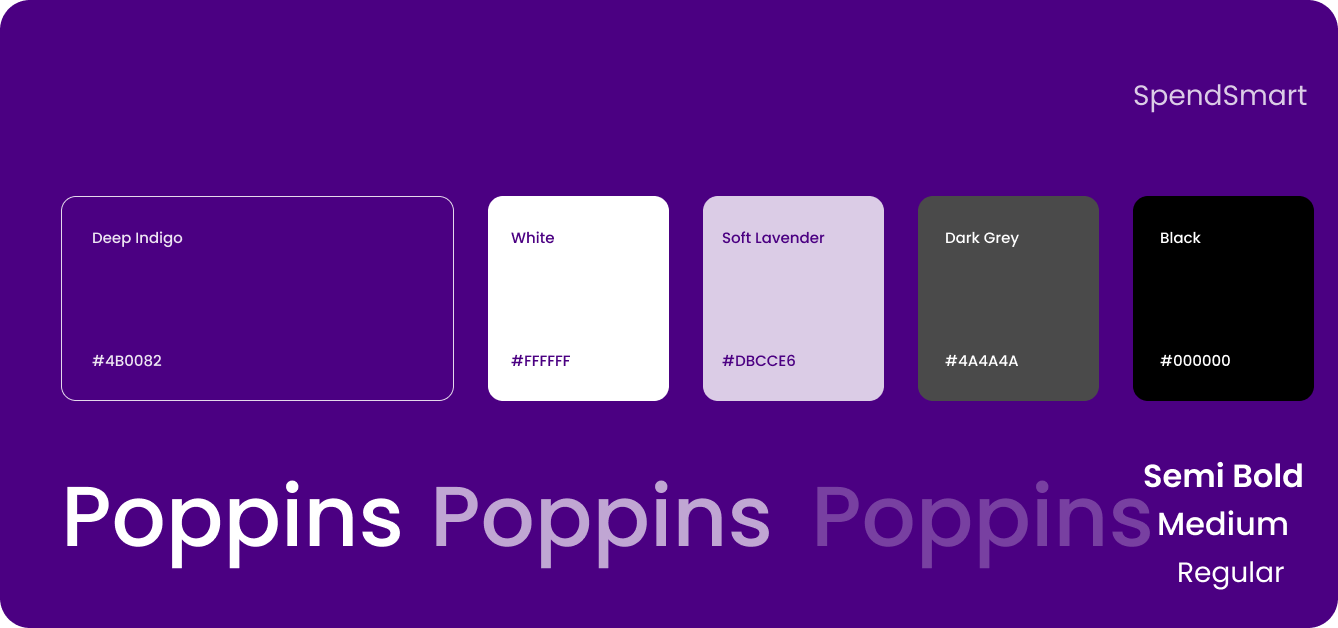 SpendSmart
Deep Indigo
#4B0082
White
#FFFFFF
Soft Lavender
#DBCCE6
Dark Grey
#4A4A4A
Black
#000000
Poppins Poppins Poppins
Semi Bold
Medium
Regular